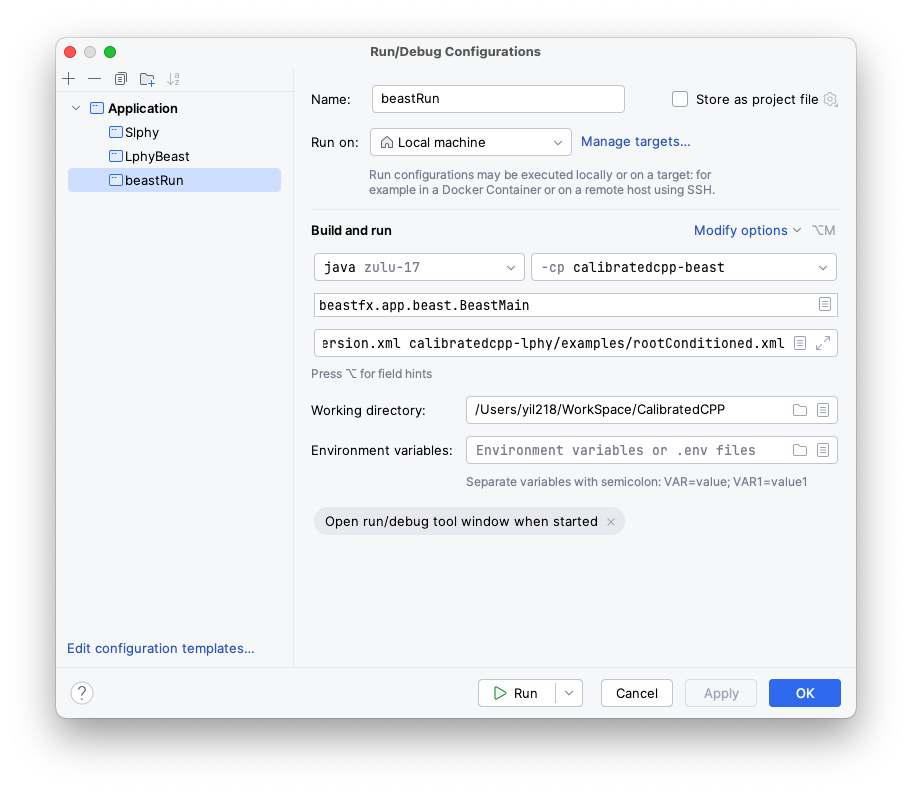 Run/Debug Configurations
Application
Slphy
LphyBeast
beastRun
Edit configuration templates...
Name:
beastRun
Store as project file
Run on:
Local machine
Manage targets...
Run configurations may be executed locally or on a target: for
example in a Docker Container or on a remote host using SSH.
Build and run
Modify options
⌥M
java zulu-17
-cp calibratedcpp-beast
beastfx.app.beast.BeastMain
ersion.xml calibratedcpp-lphy/examples/rootConditioned.xml
Press ⌥ for field hints
Working directory:
/Users/yil218/WorkSpace/CalibratedCPP
Environment variables:
Environment variables or .env files
Separate variables with semicolon: VAR=value; VAR1=value1
Open run/debug tool window when started
?
Run
Cancel
Apply
OK